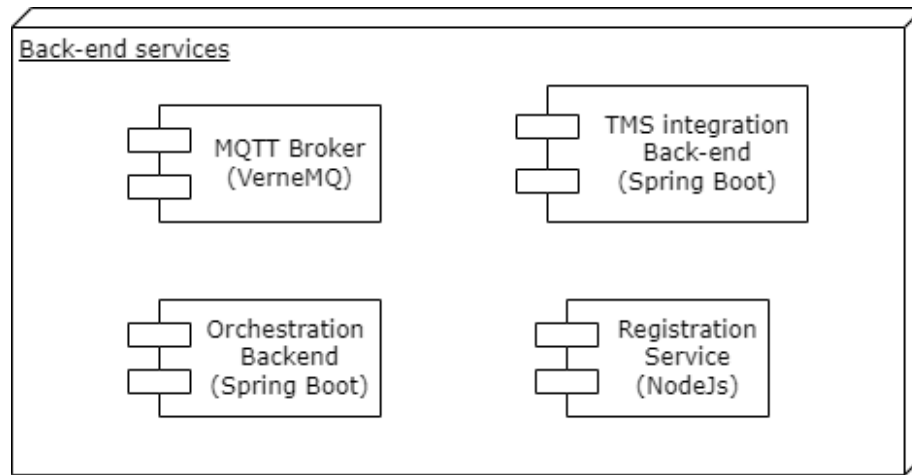 Back-end services
MQTT Broker
(VerneMQ)
TMS integration
Back-end
(Spring Boot)
Orchestration
Backend
(Spring Boot)
Registration
Service
(NodeJs)